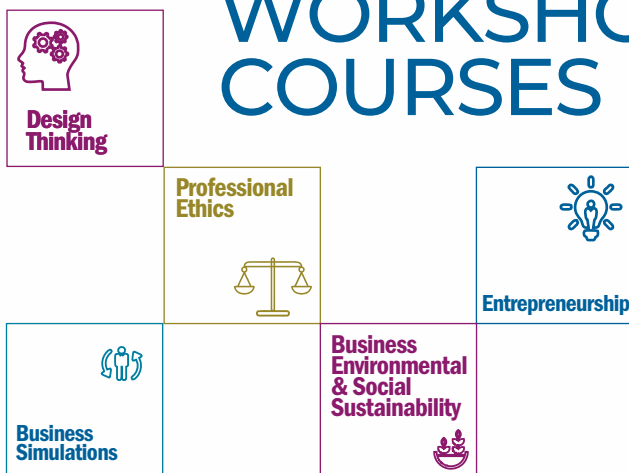 WORKSHO
COURSES
Design
Thinking
Professional
Ethics
Entrepreneurship
Business
Environmental
& Social
Sustainability
Business
Simulations